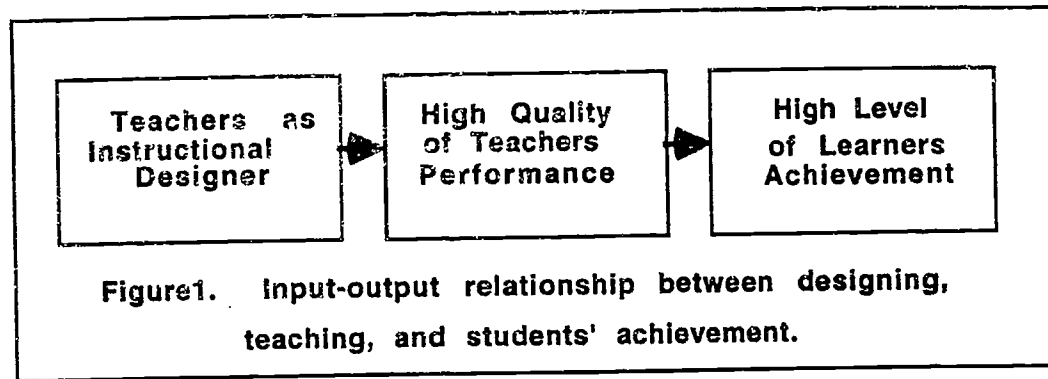 Teachers as
Instructional
Designer
High Quality
of Teachers
Performance
High Level
of Learners
Achievement
Figure1. Input-output relationship between designing,
teaching, and students' achievement.